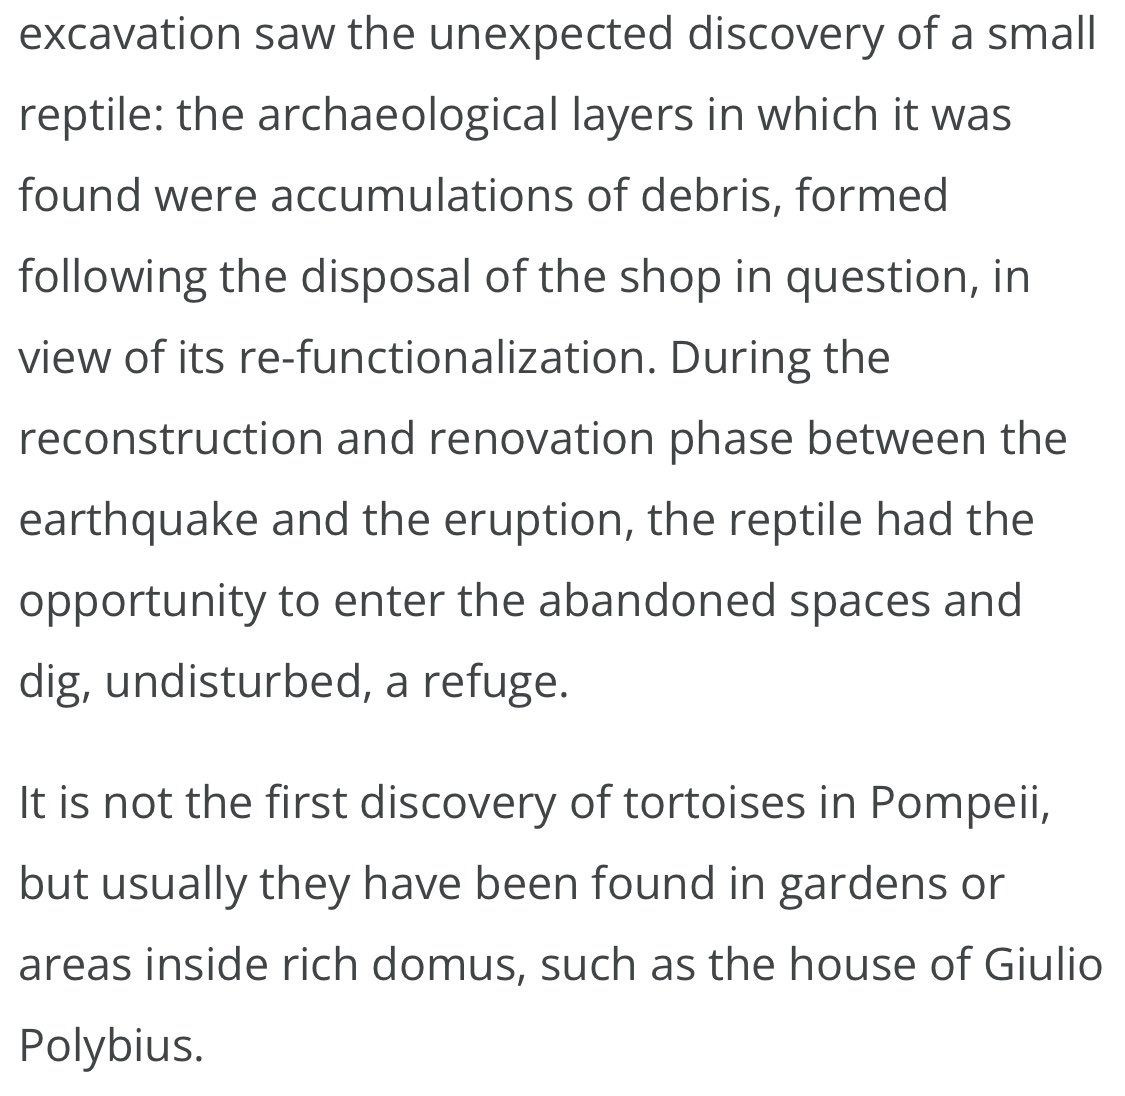 excavation saw the unexpected discovery of a small
reptile: the archaeological layers in which it was
found were accumulations of debris, formed
following the disposal of the shop in question, in
view of its re-functionalization. During the
reconstruction and renovation phase between the
earthquake and the eruption, the reptile had the
opportunity to enter the abandoned spaces and
dig, undisturbed, a refuge.
It is not the first discovery of tortoises in Pompeii,
but usually they have been found in gardens or
areas inside rich domus, such as the house of Giulio
Polybius.